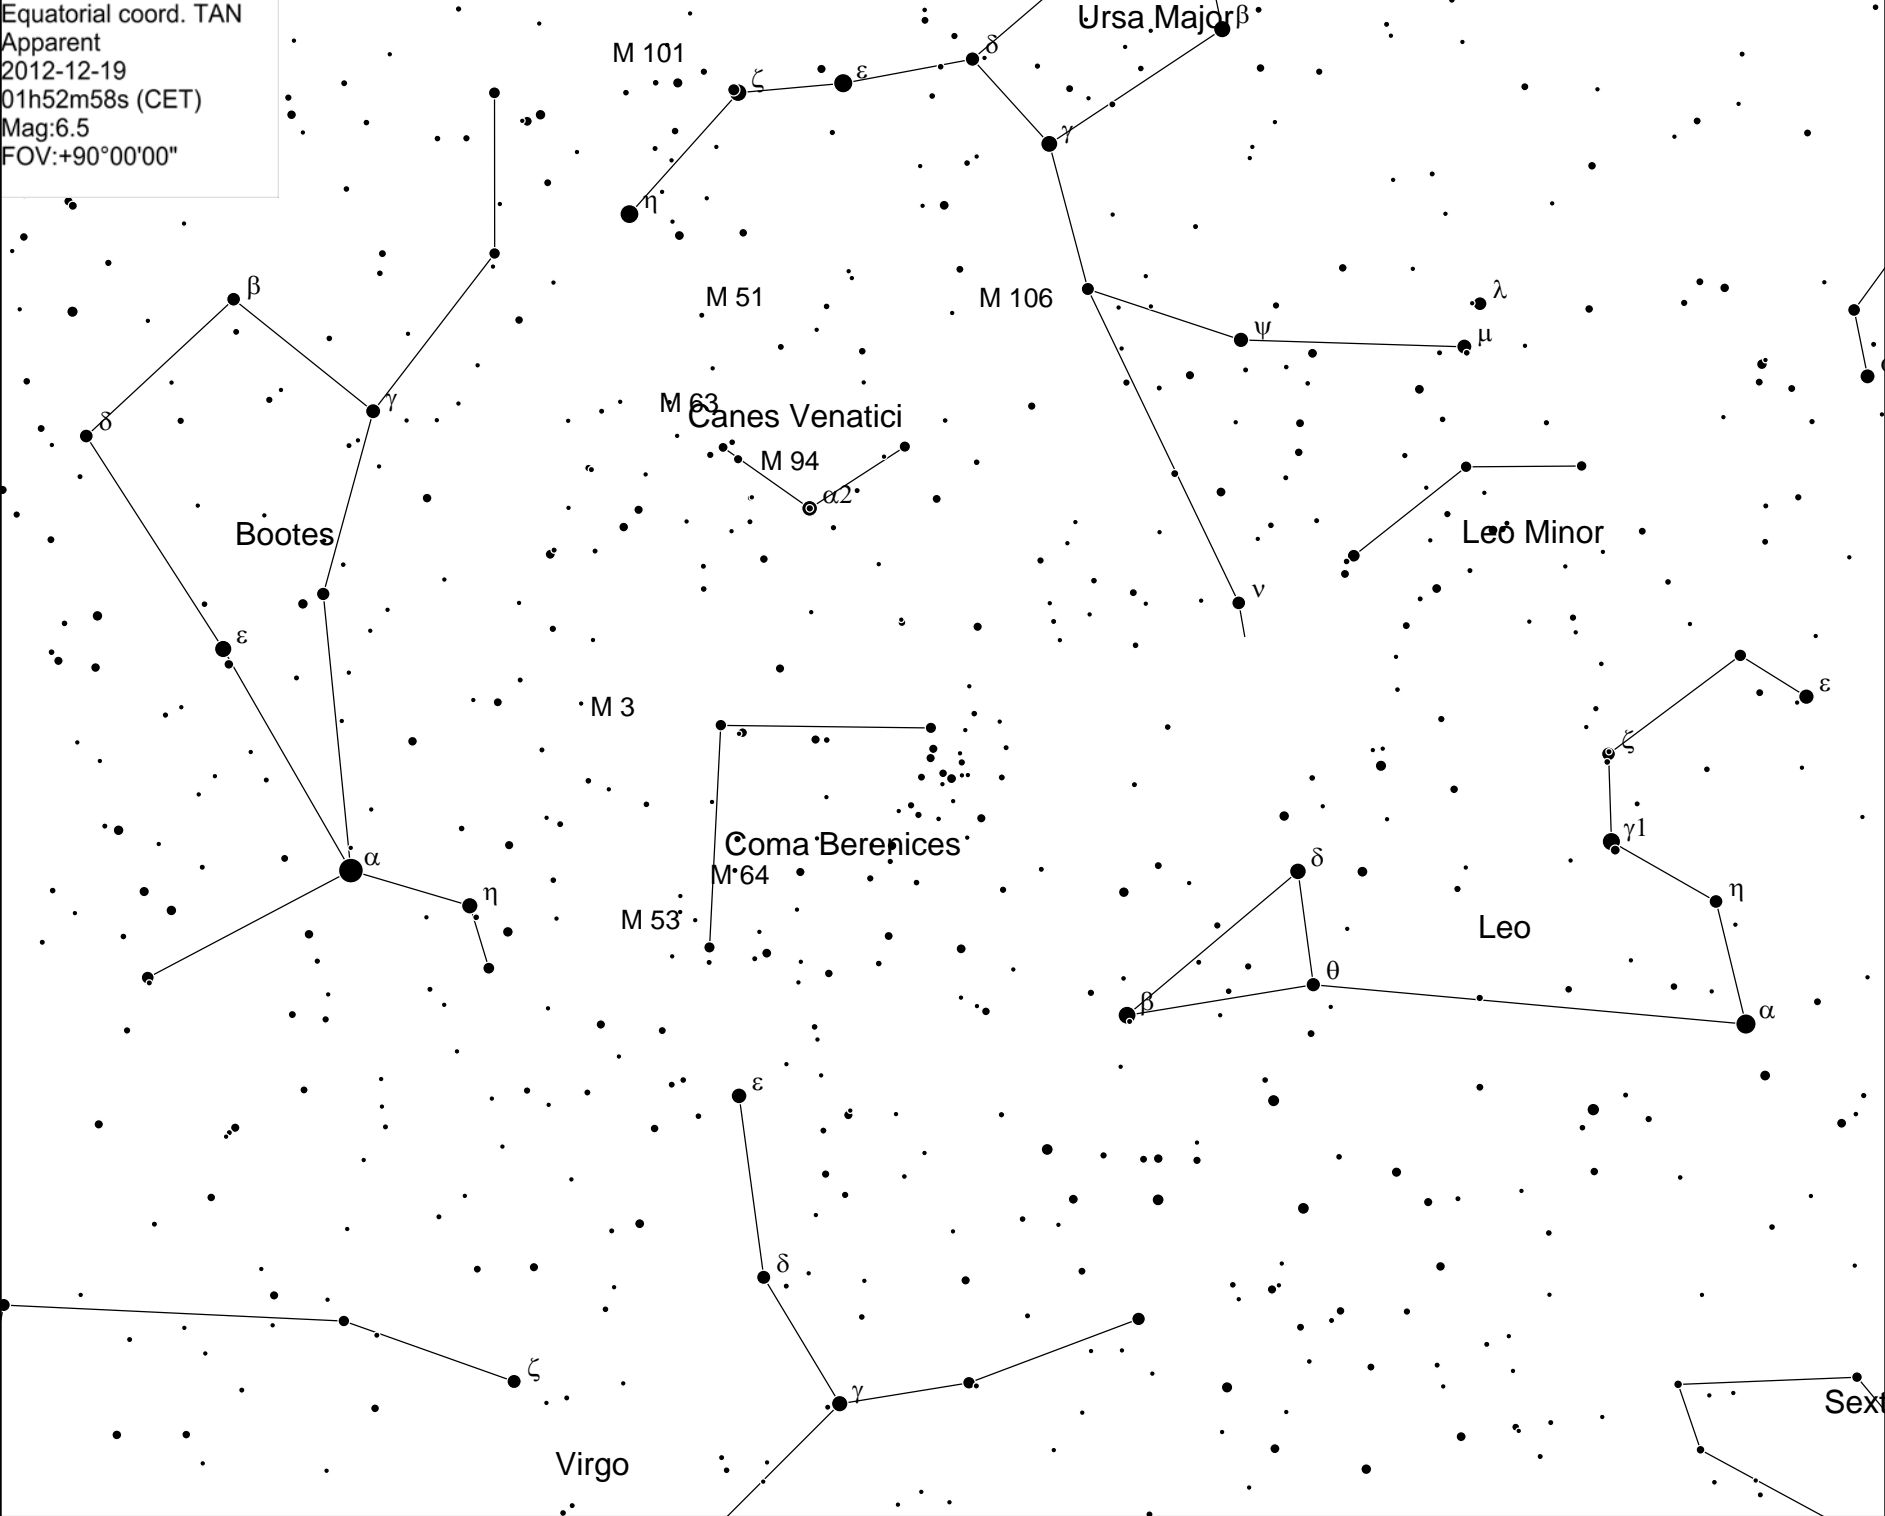 Equatorial coord. TAN
Apparent
2012-12-19
01h52m58s (CET)
Mag:6.5
FOV:+90°00'00"
Ursa Major β
M 101
δ
ζ
ε
γ
η
β
M 51
M 106
λ
ψ
μ
γ
M 63
Canes Venatici
δ
M 94
α2
Bootes
Leo Minor
ν
ε
ε
M 3
ζ
γ1
Coma Berenices
α
δ
M 64
η
η
M 53
Leo
θ
β
α
ε
δ
ζ
γ
Sext
Virgo